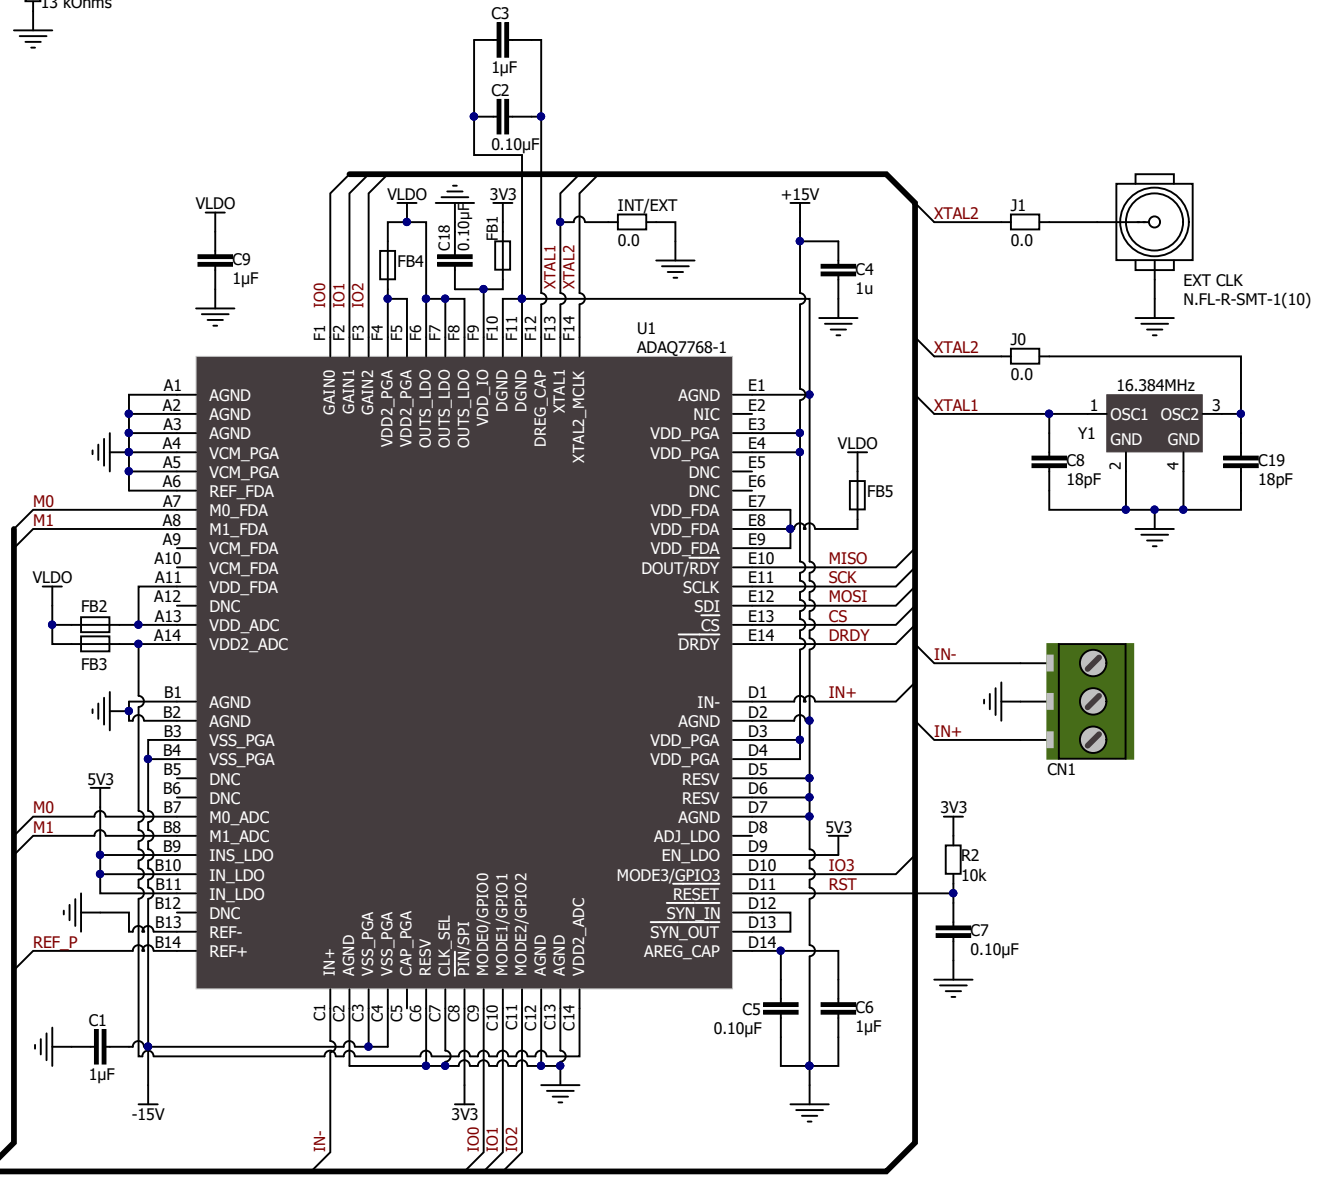 13 kOhms
C3
1µF
C2
0.10µF
VLDO
C9
1µF
IO0
IO1
IO2
VLDO
FB4
C18
0.10µF
3V3
FB1
XTAL1
XTAL2
INT/EXT
0.0
+15V
C4
1u
XTAL2
J1
0.0
EXT CLK
N.FL-R-SMT-1(10)
XTAL2
J0
0.0
XTAL1
16.384MHz
1 OSC1 OSC2 3
Y1
GND GND
2 4
C8
18pF
C19
18pF
U1
ADAQ7768-1
F1 GAIN0
F2 GAIN1
F3 GAIN2
F4 VDD2_PGA
F5 VDD2_PGA
F6 OUTS_LDO
F7 OUTS_LDO
F8 OUTS_LDO
F9 VDD_IO
F10 DGND
F11 DGND
F12 DREG_CAP
F13 XTAL1
F14 XTAL2_MCLK
A1 AGND
A2 AGND
A3 AGND
A4 VCM_PGA
A5 VCM_PGA
A6 REF_FDA
M0 A7 M0_FDA
M1 A8 M1_FDA
A9 VCM_FDA
A10 VCM_FDA
A11 VDD_FDA
A12 DNC
A13 VDD_ADC
A14 VDD2_ADC
VLDO
FB2
FB3
B1 AGND
B2 AGND
B3 VSS_PGA
B4 VSS_PGA
B5 DNC
B6 DNC
M0 B7 M0_ADC
M1 B8 M1_ADC
B9 INS_LDO
B10 IN_LDO
B11 IN_LDO
B12 DNC
B13 REF-
REF_P B14 REF+
5V3
AGND E1
NIC E2
VDD_PGA E3
VDD_PGA E4
DNC E5
DNC E6
VDD_FDA E7
VDD_FDA E8
VDD_FDA E9
DOUT/RDY E10 MISO
SCLK E11 SCK
SDI E12 MOSI
CS E13 CS
DRDY E14 DRDY
VLDO
FB5
IN- D1 IN+
AGND D2
VDD_PGA D3
VDD_PGA D4
RESV D5
RESV D6
AGND D7
ADJ_LDO D8
EN_LDO D9 5V3
MODE3/GPIO3 D10 IO3
RESET D11 RST
SYN_IN D12
SYN_OUT D13
AREG_CAP D14
IN-
IN+
CN1
3V3
R2
10k
C7
0.10µF
C5
0.10µF
C6
1µF
IN+ C1
AGND C2
VSS_PGA C3
VSS_PGA C4
CAP_PGA C5
RESV C6
CLK_SEL C7
PIN/SPI C8
MODE0/GPIO0 C9
MODE1/GPIO1 C10
MODE2/GPIO2 C11
AGND C12
AGND C13
VDD2_ADC C14
C1
1µF
-15V
IN-
3V3
IO0
IO1
IO2